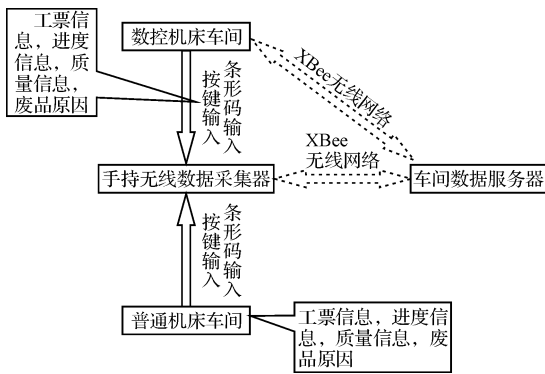 工票信
息，进度
信息，质
量信息，
废品原因
数控机床车间
条形码输入
按键输入
XBee无线网络
XBee
无线网络
手持无线数据采集器
车间数据服务器
条形码输入
按键输入
普通机床车间
工票信息，进度信
息，质量信息，废
品原因